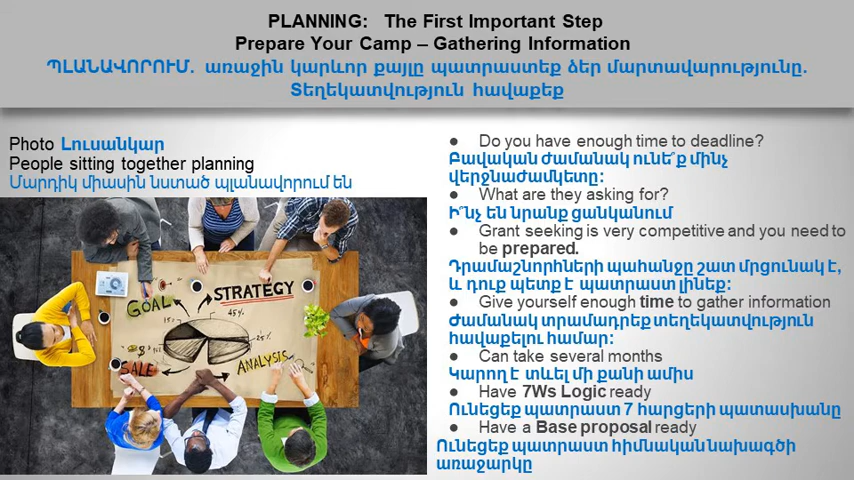 PLANNING: The First Important Step
Prepare Your Camp – Gathering Information
ՊԼԱՆԱՎՈՐՈՒՄ. առաջին կարևոր քայլը պատրաստեք ձեր մարտավարությունը.
Տեղեկատվություն հավաքեք
Photo Լուսանկար
People sitting together planning
Մարդիկ միասին նստած պլանավորում են
GOAL
STRATEGY
45%
25%
SALE
ANALYSIS
● Do you have enough time to deadline?
Բավական ժամանակ ունե՞ք մինչ
վերջնաժամկետը:
● What are they asking for?
Ի՞նչ են նրանք ցանկանում
● Grant seeking is very competitive and you need to
be prepared.
Դրամաշնորհների պահանջը շատ մրցունակ է,
և դուք պետք է պատրաստ լինեք:
● Give yourself enough time to gather information
Ժամանակ տրամադրեք տեղեկատվություն
հավաքելու համար:
● Can take several months
Կարող է տևել մի քանի ամիս
● Have 7Ws Logic ready
Ունեցեք պատրաստ 7 հարցերի պատասխանը
● Have a Base proposal ready
Ունեցեք պատրաստ հիմնական նախագծի
առաջարկը